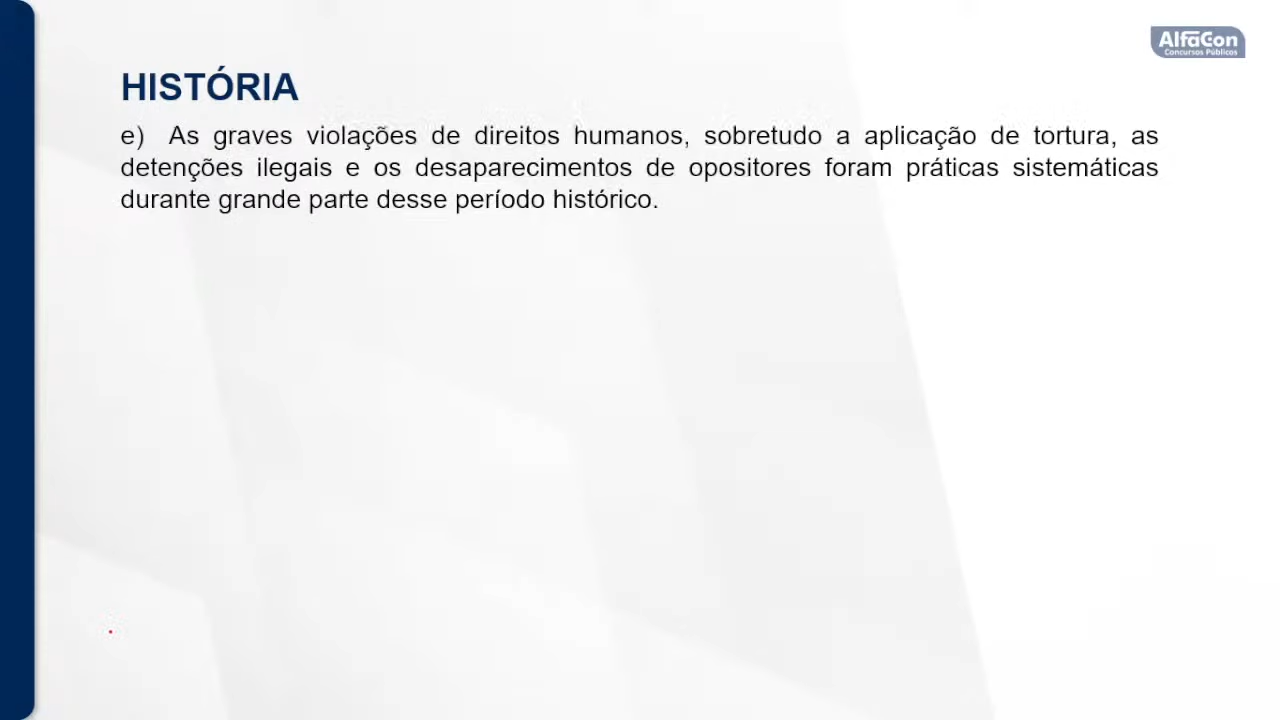 AlfaCon
Concursos Públicos
HISTÓRIA
e) As graves violações de direitos humanos, sobretudo a aplicação de tortura, as
detenções ilegais e os desaparecimentos de opositores foram práticas sistemáticas
durante grande parte desse período histórico.